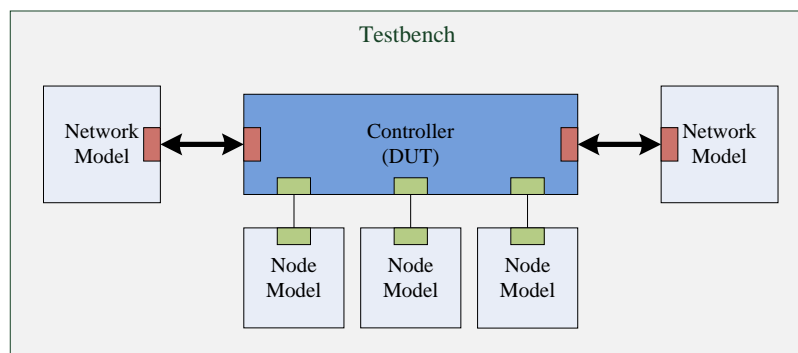 Testbench
Network
Model
Controller
(DUT)
Network
Model
Node
Model
Node
Model
Node
Model